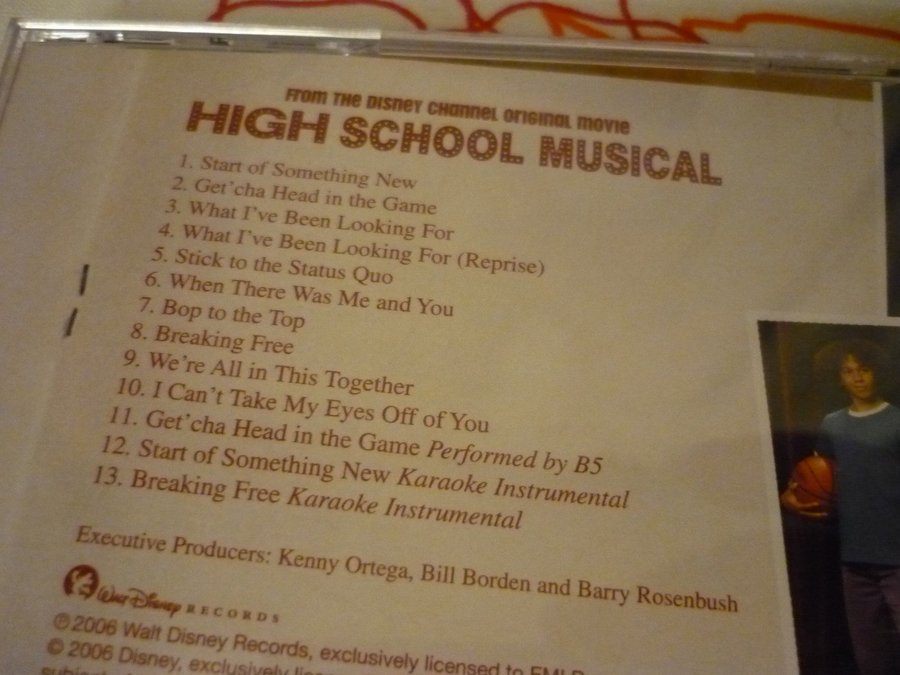 FROM THE DISNEY CHANNEL ORIGINAL MOVIE
HIGH SCHOOL MUSICAL
1. Start of Something New
2. Get'cha Head in the Game
3. What I've Been Looking For
4. What I've Been Looking For (Reprise)
5. Stick to the Status Quo
6. When There Was Me and You
7. Bop to the Top
8. Breaking Free
9. We're All in This Together
10. I Can't Take My Eyes Off of You
11. Get'cha Head in the Game Performed by B5
12. Start of Something New Karaoke Instrumental
13. Breaking Free Karaoke Instrumental
Executive Producers: Kenny Ortega, Bill Borden and Barry Rosenbush
Walt Disney RECORDS
℗ 2006 Walt Disney Records, exclusively licensed to
© 2006 Disney, exclusively